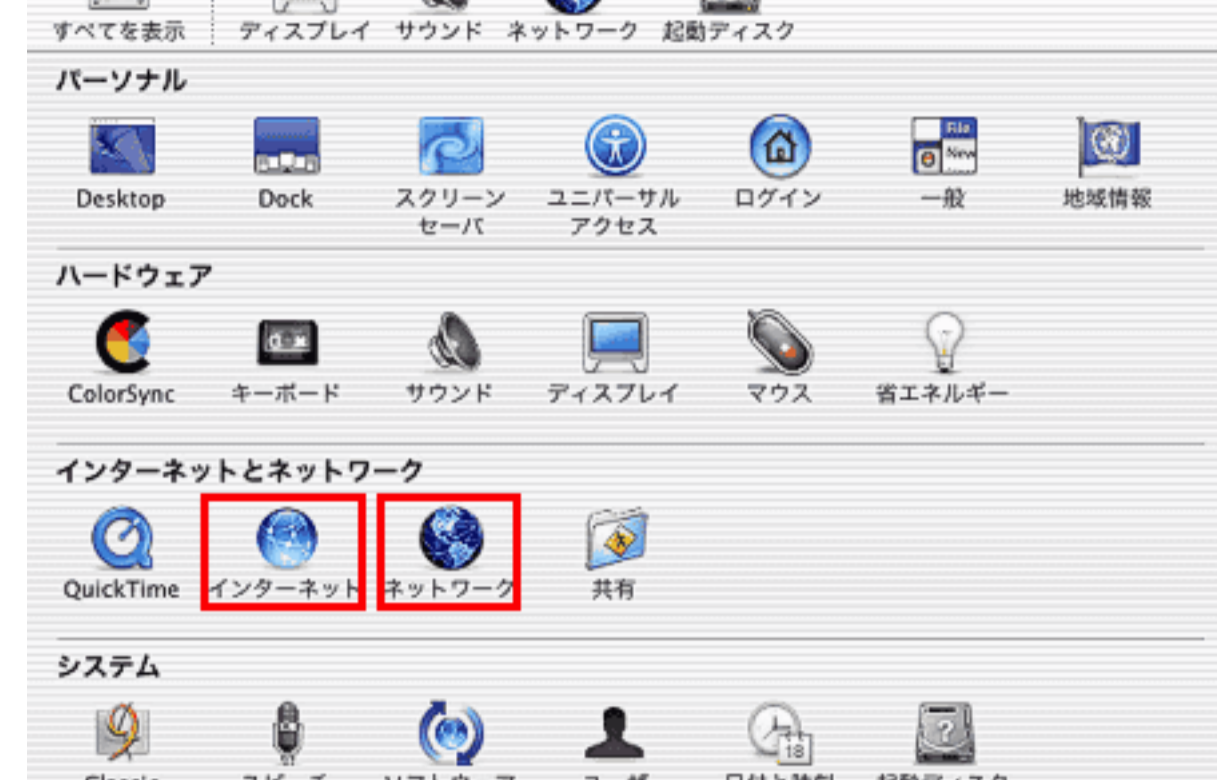 すべてを表示 ディスプレイ サウンド ネットワーク 起動ディスク
パーソナル
File
New
Desktop Dock スクリーン ユニバーサル ログイン 一般 地域情報
セーバ アクセス
ハードウェア
ColorSync キーボード サウンド ディスプレイ マウス 省エネルギー
インターネットとネットワーク
QuickTime インターネット ネットワーク 共有
システム
18